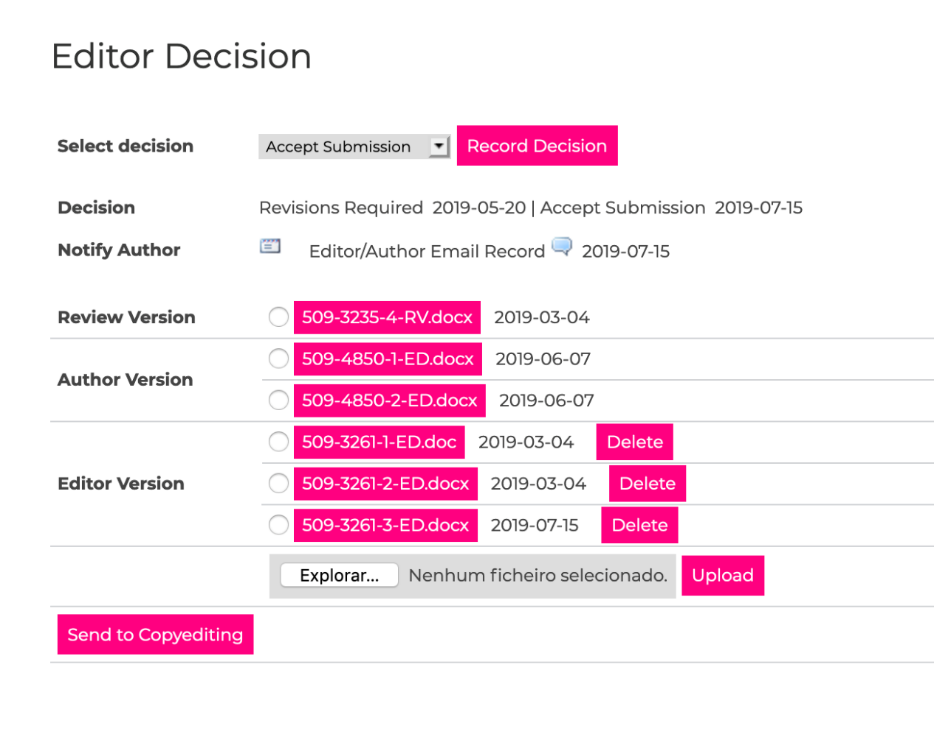 Editor Decision
Select decision Accept Submission Record Decision
Decision Revisions Required 2019-05-20 | Accept Submission 2019-07-15
Notify Author Editor/Author Email Record 2019-07-15
Review Version 509-3235-4-RV.docx 2019-03-04
Author Version
509-4850-1-ED.docx 2019-06-07
509-4850-2-ED.docx 2019-06-07
Editor Version
509-3261-1-ED.doc 2019-03-04 Delete
509-3261-2-ED.docx 2019-03-04 Delete
509-3261-3-ED.docx 2019-07-15 Delete
Explorar... Nenhum ficheiro selecionado. Upload
Send to Copyediting